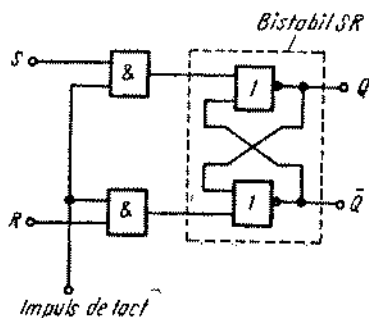 Bistabil SR
S
&
1
Q
R
&
1
Q̄
Impuls de tact